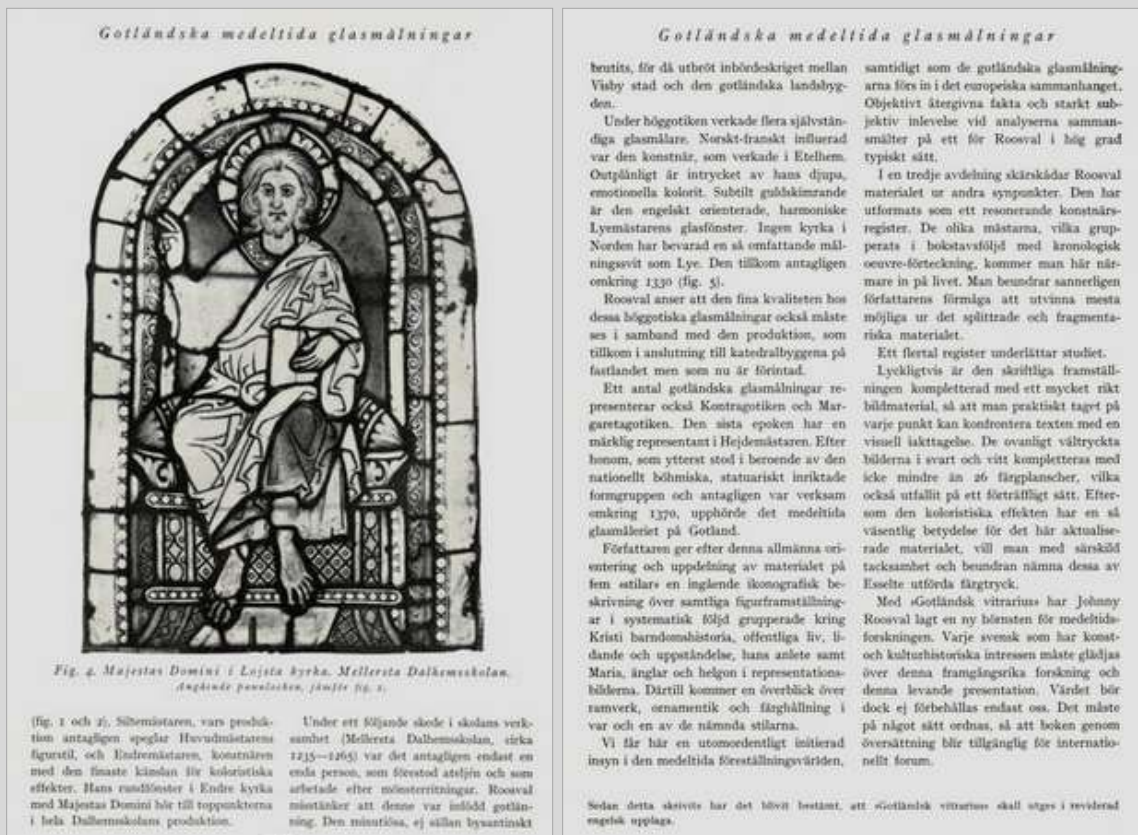 Gotländska medeltida glasmålningar
Fig. 4. Majestas Domini i Lojsta kyrka. Mellersta Dalhemsskolan.
Angående pannlocken, jämför fig. 2.
(fig. 1 och 2). Siltemästaren, vars produk-
tion antagligen speglar Huvudmästarens
figurstil, och Endremästaren, konstnären
med den finaste känslan för koloristiska
effekter. Hans rundfönster i Endre kyrka
med Majestas Domini hör till toppunkterna
i hela Dalhemsskolans produktion.
Under ett följande skede i skolans verk-
samhet (Mellersta Dalhemsskolan, cirka
1235—1265) var det antagligen endast en
enda person, som förestod ateljén och som
arbetade efter mönsterritningar. Roosval
misstänker att denne var infödd gotlän-
ning. Den minutiösa, ej sällan byzantinskt
Gotländska medeltida glasmålningar
brutits, för då utbröt inbördeskriget mellan
Visby stad och den gotländska landsbyg-
den.
Under höggotiken verkade flera självstän-
diga glasmålare. Norskt-franskt influerad
var den konstnär, som verkade i Etelhem.
Outplånligt är intrycket av hans djupa,
emotionella kolorit. Subtilt guldskimrande
är den engelskt orienterade, harmoniske
Lyemästarens glasfönster. Ingen kyrka i
Norden har bevarad en så omfattande mål-
ningssvit som Lye. Den tillkom antagligen
omkring 1330 (fig. 5).
Roosval anser att den fina kvaliteten hos
dessa höggotiska glasmålningar också måste
ses i samband med den produktion, som
tillkom i anslutning till katedralbyggena på
fastlandet men som nu är förintad.
Ett antal gotländska glasmålningar re-
presenterar också Kontragotiken och Mar-
garetagotiken. Den sista epoken har en
märklig representant i Hejdemästaren. Efter
honom, som ytterst stod i beroende av den
nationellt böhmiska, statuariskt inriktade
formgruppen och antagligen var verksam
omkring 1370, upphörde det medeltida
glasmåleriet på Gotland.
Författaren ger efter denna allmänna ori-
entering och uppdelning av materialet på
fem »stilar» en ingående ikonografisk be-
skrivning över samtliga figurframställning-
ar i systematisk följd grupperade kring
Kristi barndomshistoria, offentliga liv, li-
dande och uppståndelse, hans anlete samt
Maria, änglar och helgon i representations-
bilderna. Därtill kommer en överblick över
ramverk, ornamentik och färghållning i
var och en av de nämnda stilarna.
Vi får här en utomordentligt initierad
insyn i den medeltida föreställningsvärlden,
samtidigt som de gotländska glasmålning-
arna förs in i det europeiska sammanhanget.
Objektivt återgivna fakta och starkt sub-
jektiv inlevelse vid analyserna samman-
smälter på ett för Roosval i hög grad
typiskt sätt.
I en tredje avdelning skärskådar Roosval
materialet ur andra synpunkter. Den har
utformats som ett resonerande konstnärs-
register. De olika mästarna, vilka grup-
perats i bokstavsföljd med kronologisk
oeuvre-förteckning, kommer man här när-
mare in på livet. Man beundrar sannerligen
författarens förmåga att utvinna mesta
möjliga ur det splittrade och fragmenta-
riska materialet.
Ett flertal register underlättar studiet.
Lyckligtvis är den skriftliga framställ-
ningen kompletterad med ett mycket rikt
bildmaterial, så att man praktiskt taget på
varje punkt kan konfrontera texten med en
visuell iakttagelse. De ovanligt vältryckta
bilderna i svart och vitt kompletteras med
icke mindre än 26 färgplanscher, vilka
också utfallit på ett förträffligt sätt. Efter-
som den koloristiska effekten har en så
väsentlig betydelse för det här aktualise-
rade materialet, vill man med särskild
tacksamhet och beundran nämna dessa av
Esselte utförda färgtryck.
Med »Gotländsk vitrarius» har Johnny
Roosval lagt en ny hörnsten för medeltids-
forskningen. Varje svensk som har konst-
och kulturhistoriska intressen måste glädjas
över denna framgångsrika forskning och
denna levande presentation. Värdet bör
dock ej förbehållas endast oss. Det måste
på något sätt ordnas, så att boken genom
översättning blir tillgänglig för internatio-
nellt forum.
Sedan detta skrivits har det blivit bestämt, att »Gotländsk vitrarius» skall utges i reviderad
engelsk upplaga.